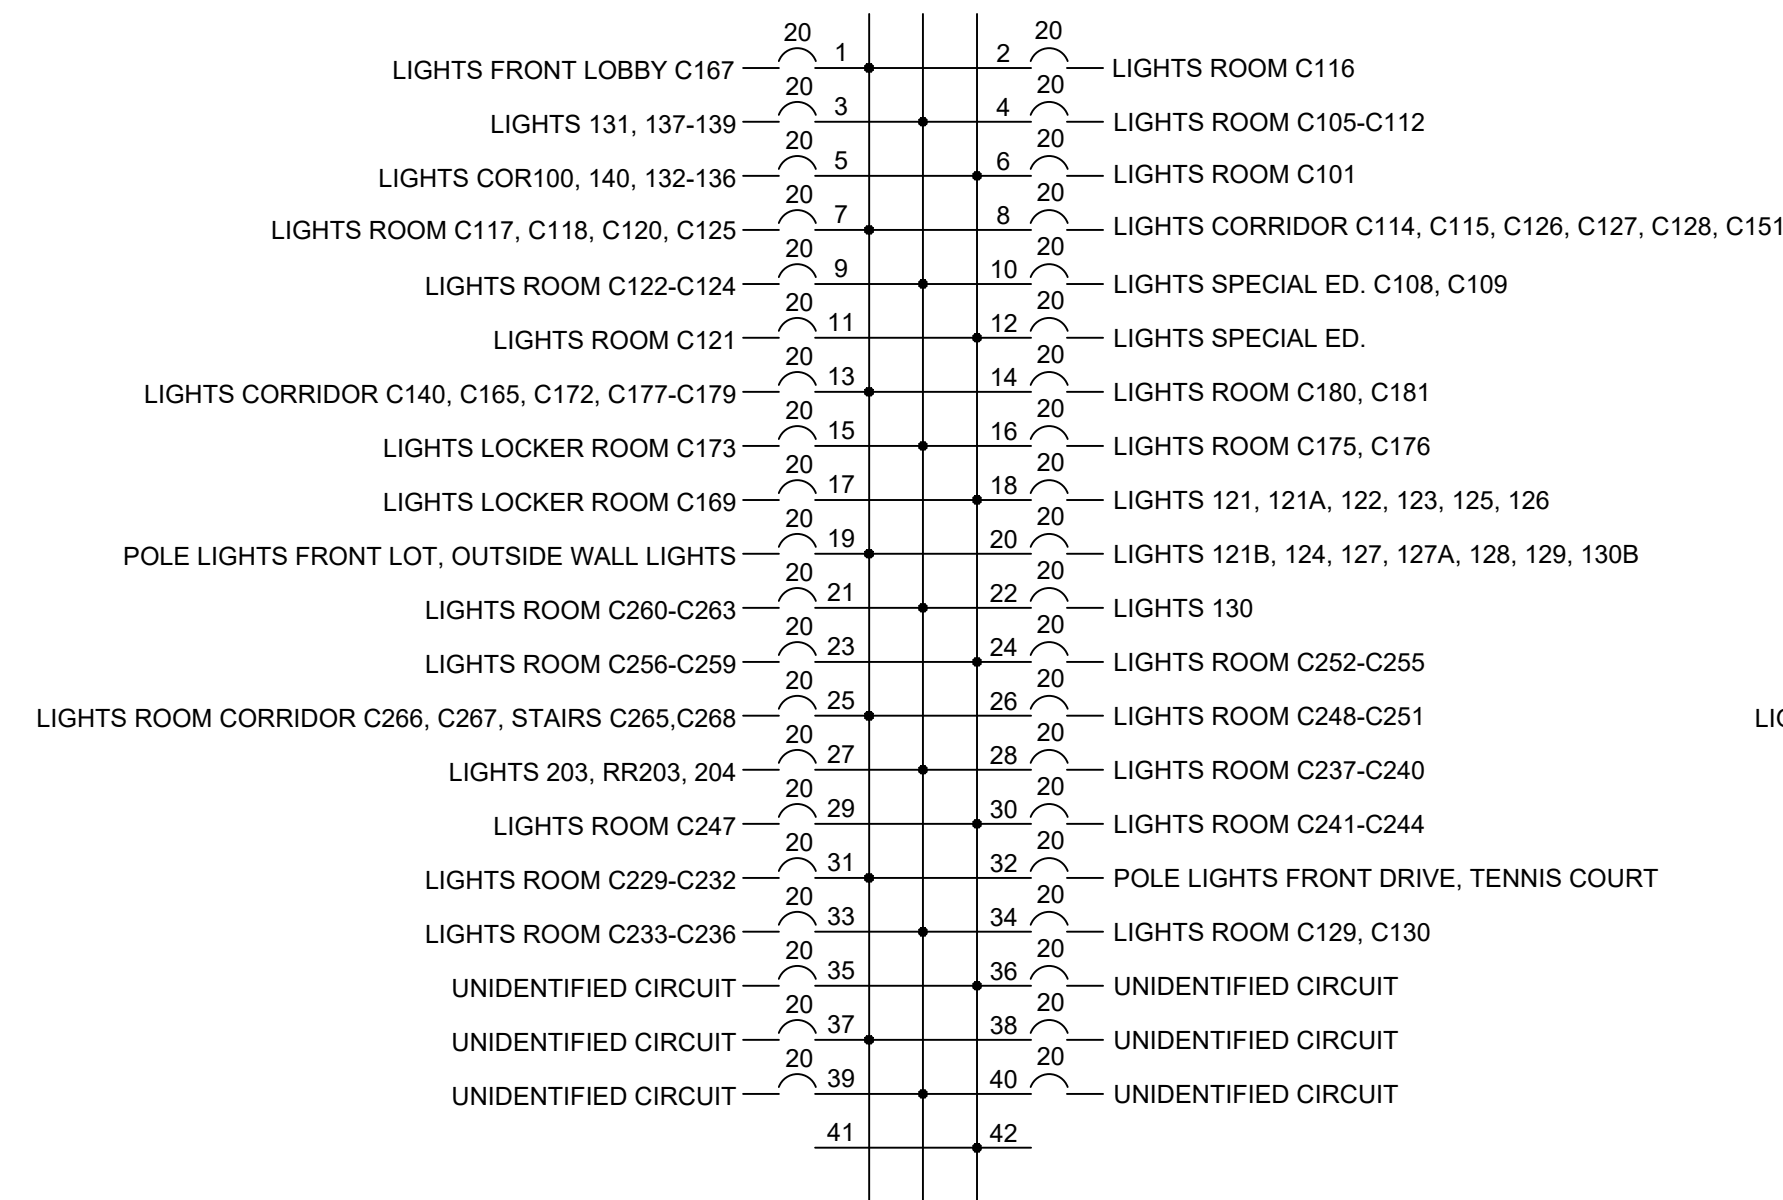 20 20
LIGHTS FRONT LOBBY C167 1 2 LIGHTS ROOM C116
20 20
LIGHTS 131, 137-139 3 4 LIGHTS ROOM C105-C112
20 20
LIGHTS COR100, 140, 132-136 5 6 LIGHTS ROOM C101
20 20
LIGHTS ROOM C117, C118, C120, C125 7 8 LIGHTS CORRIDOR C114, C115, C126, C127, C128, C151
20 20
LIGHTS ROOM C122-C124 9 10 LIGHTS SPECIAL ED. C108, C109
20 20
LIGHTS ROOM C121 11 12 LIGHTS SPECIAL ED.
20 20
LIGHTS CORRIDOR C140, C165, C172, C177-C179 13 14 LIGHTS ROOM C180, C181
20 20
LIGHTS LOCKER ROOM C173 15 16 LIGHTS ROOM C175, C176
20 20
LIGHTS LOCKER ROOM C169 17 18 LIGHTS 121, 121A, 122, 123, 125, 126
20 20
POLE LIGHTS FRONT LOT, OUTSIDE WALL LIGHTS 19 20 LIGHTS 121B, 124, 127, 127A, 128, 129, 130B
20 20
LIGHTS ROOM C260-C263 21 22 LIGHTS 130
20 20
LIGHTS ROOM C256-C259 23 24 LIGHTS ROOM C252-C255
20 20
LIGHTS ROOM CORRIDOR C266, C267, STAIRS C265,C268 25 26 LIGHTS ROOM C248-C251
20 20
LIGHTS 203, RR203, 204 27 28 LIGHTS ROOM C237-C240
20 20
LIGHTS ROOM C247 29 30 LIGHTS ROOM C241-C244
20 20
LIGHTS ROOM C229-C232 31 32 POLE LIGHTS FRONT DRIVE, TENNIS COURT
20 20
LIGHTS ROOM C233-C236 33 34 LIGHTS ROOM C129, C130
20 20
UNIDENTIFIED CIRCUIT 35 36 UNIDENTIFIED CIRCUIT
20 20
UNIDENTIFIED CIRCUIT 37 38 UNIDENTIFIED CIRCUIT
20 20
UNIDENTIFIED CIRCUIT 39 40 UNIDENTIFIED CIRCUIT
41 42